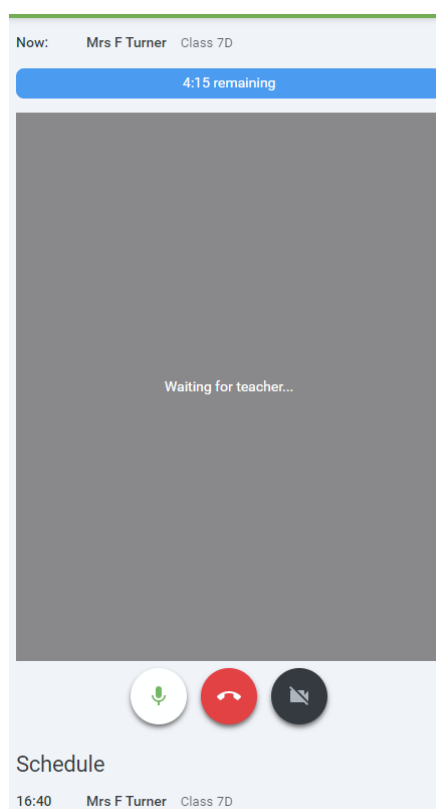 Now: Mrs F Turner Class 7D
4:15 remaining
Waiting for teacher...
Schedule
16:40 Mrs F Turner Class 7D